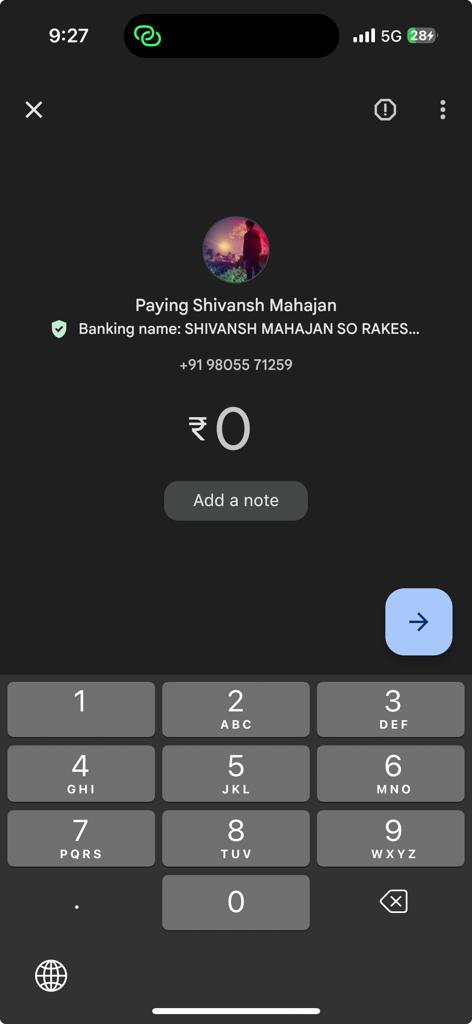 9:27
5G 28
Paying Shivansh Mahajan
Banking name: SHIVANSH MAHAJAN SO RAKES...
+91 98055 71259
₹0
Add a note
1
2
ABC
3
DEF
4
GHI
5
JKL
6
MNO
7
PQRS
8
TUV
9
WXYZ
.
0